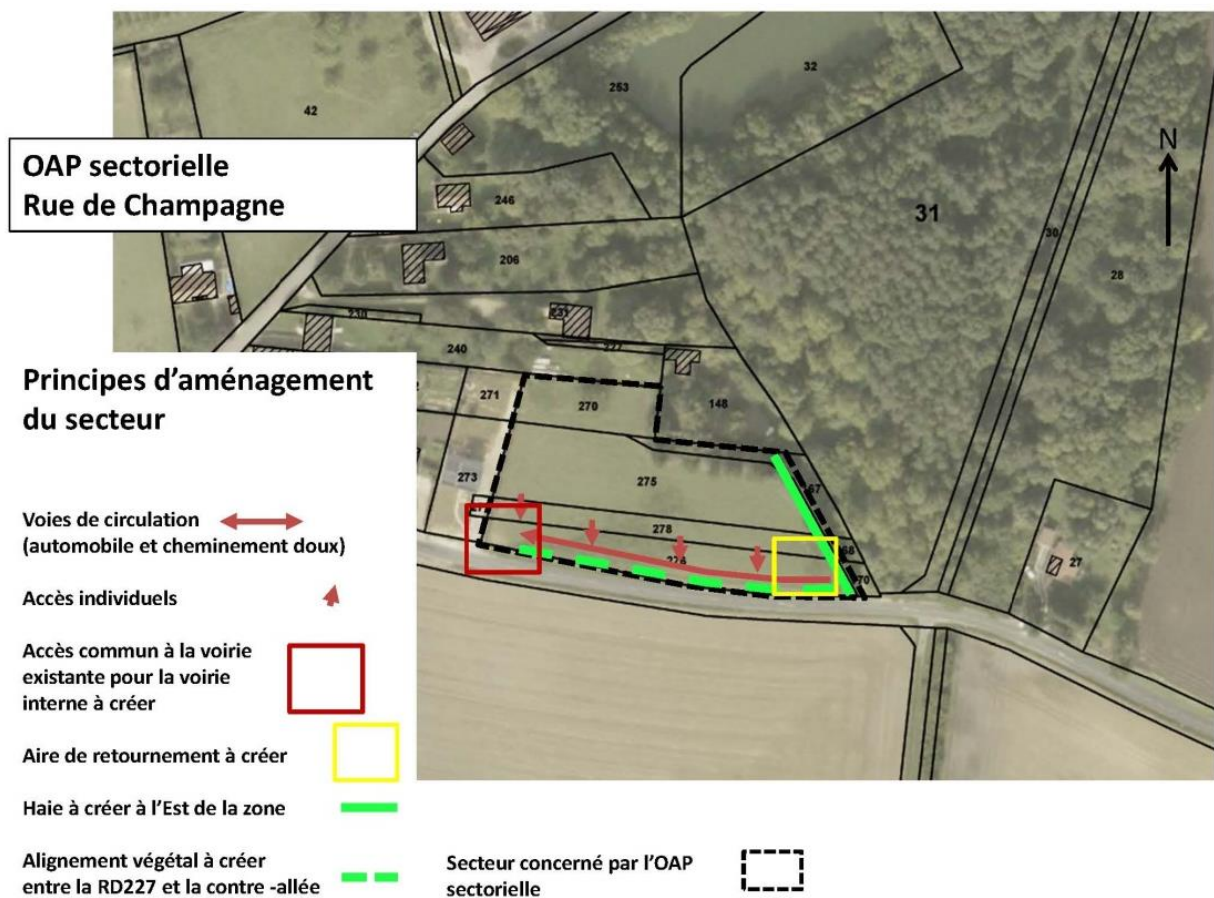 OAP sectorielle
Rue de Champagne
N
42
253
32
246
31
30
28
206
230
231
240
227
271
270
148
273
275
67
278
68
70
27
Principes d'aménagement
du secteur
Voies de circulation
(automobile et cheminement doux)
Accès individuels
Accès commun à la voirie
existante pour la voirie
interne à créer
Aire de retournement à créer
Haie à créer à l'Est de la zone
Alignement végétal à créer
entre la RD227 et la contre -allée
Secteur concerné par l'OAP
sectorielle